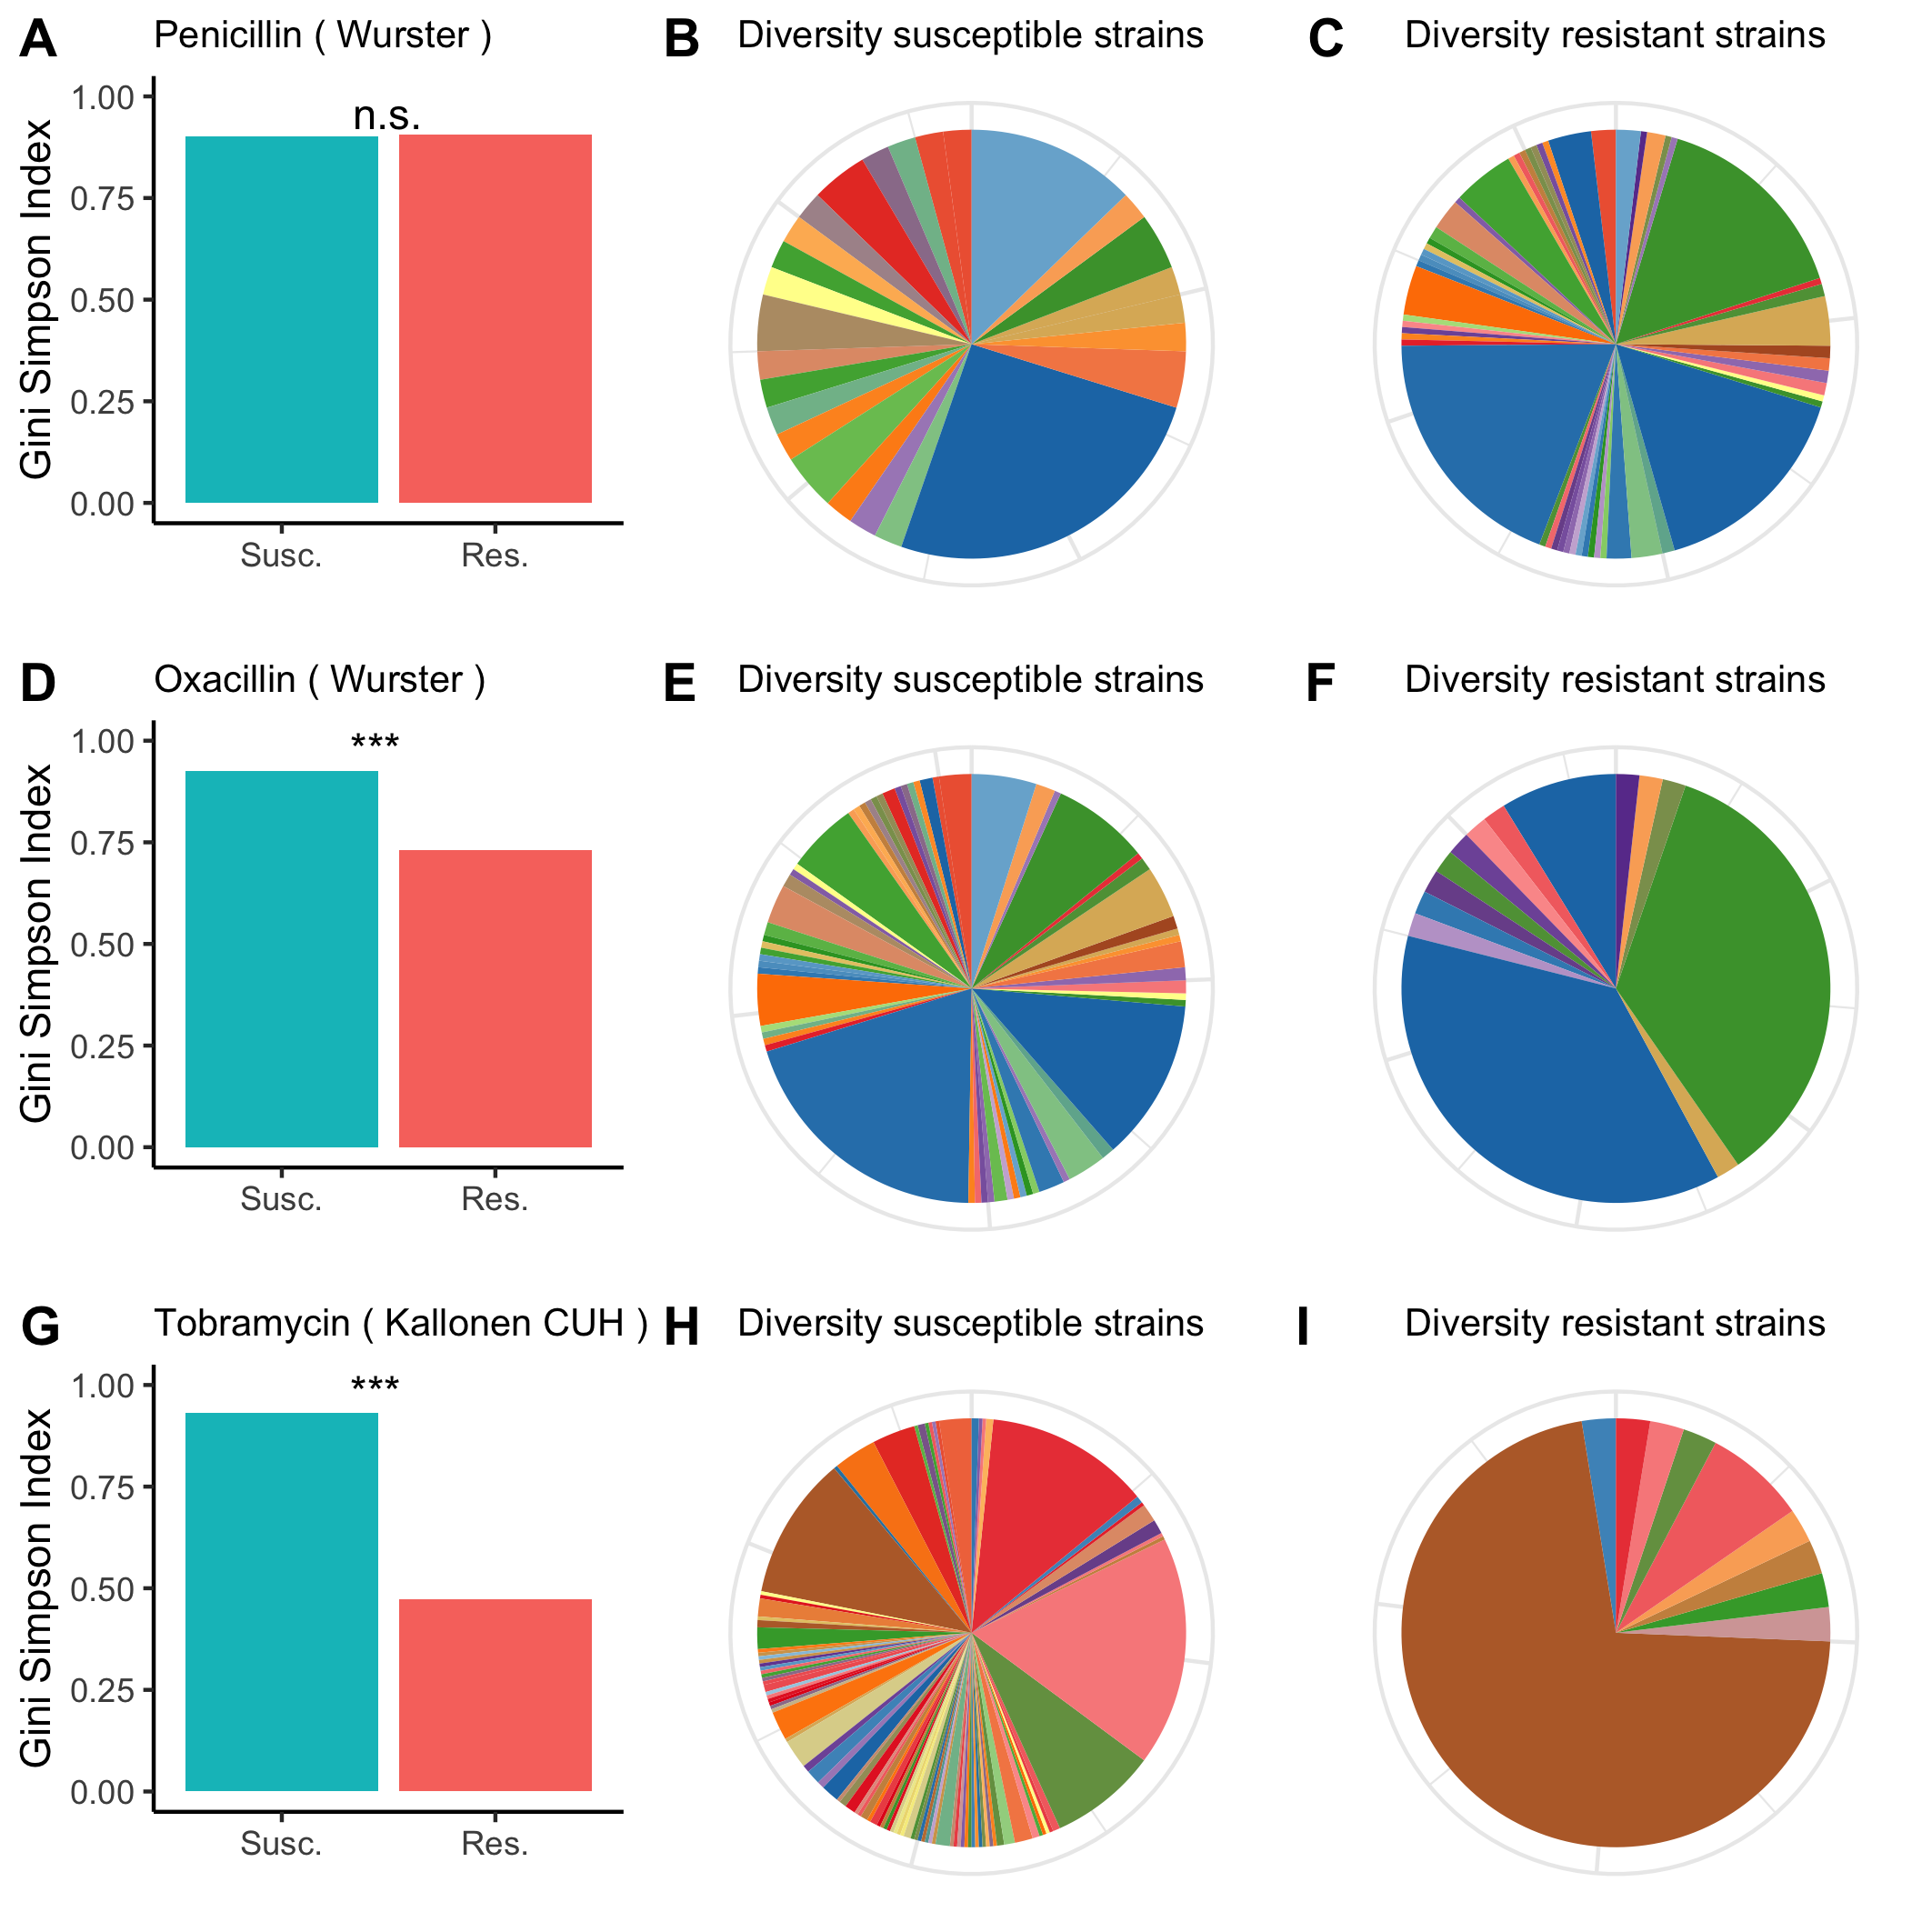 A Penicillin ( Wurster )
B Diversity susceptible strains
C Diversity resistant strains
Gini Simpson Index
1.00
0.75
0.50
0.25
0.00
n.s.
Susc. Res.
D Oxacillin ( Wurster )
E Diversity susceptible strains
F Diversity resistant strains
Gini Simpson Index
1.00
0.75
0.50
0.25
0.00
***
Susc. Res.
G Tobramycin ( Kallonen CUH )
H Diversity susceptible strains
I Diversity resistant strains
Gini Simpson Index
1.00
0.75
0.50
0.25
0.00
***
Susc. Res.